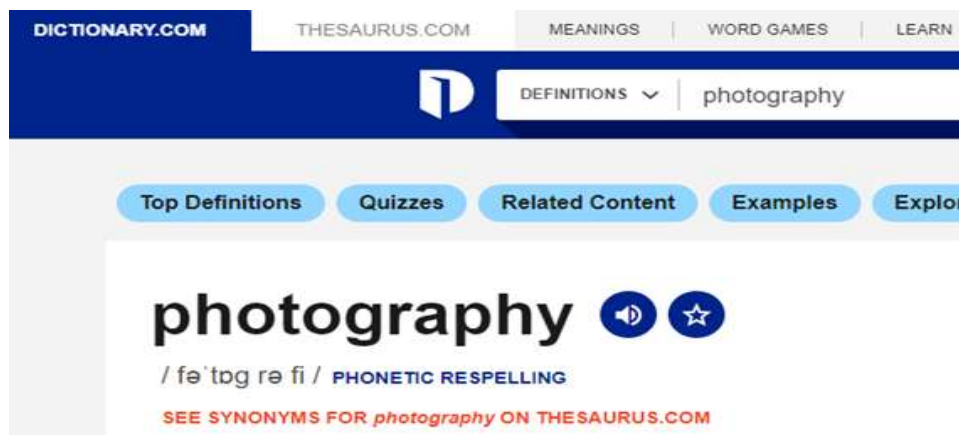 DICTIONARY.COM THESAURUS.COM MEANINGS | WORD GAMES | LEARN
DEFINITIONS photography
Top Definitions Quizzes Related Content Examples Explor
photography
/ fəˈtɒg rə fi / PHONETIC RESPELLING
SEE SYNONYMS FOR photography ON THESAURUS.COM